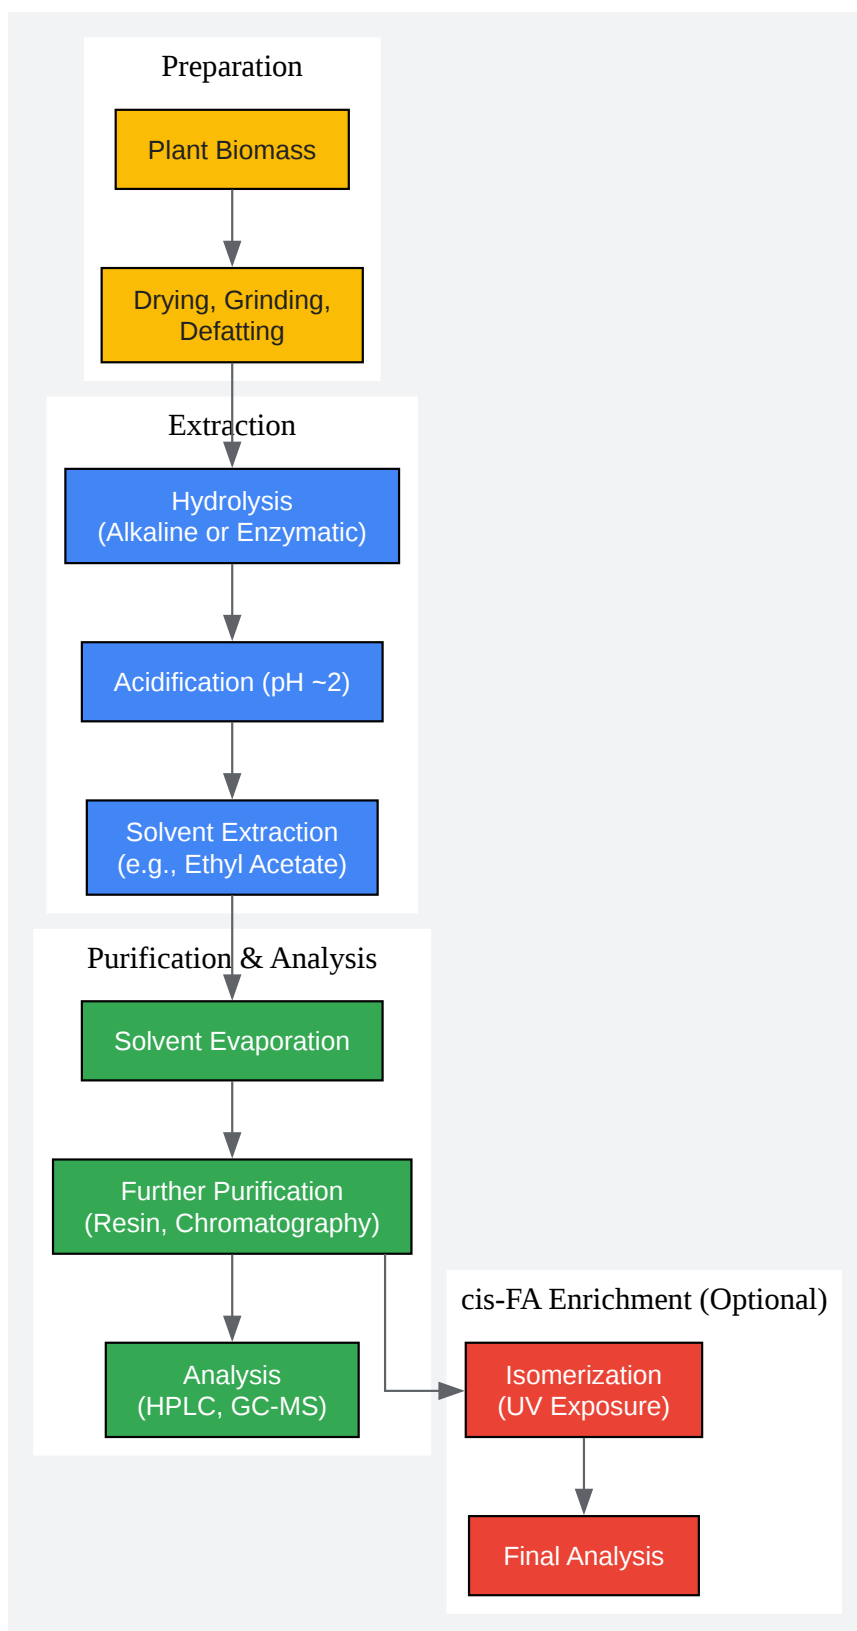 Preparation
Plant Biomass
Drying, Grinding,
Defatting
Extraction
Hydrolysis
(Alkaline or Enzymatic)
Acidification (pH ~2)
Solvent Extraction
(e.g., Ethyl Acetate)
Purification & Analysis
Solvent Evaporation
Further Purification
(Resin, Chromatography)
Analysis
(HPLC, GC-MS)
cis-FA Enrichment (Optional)
Isomerization
(UV Exposure)
Final Analysis